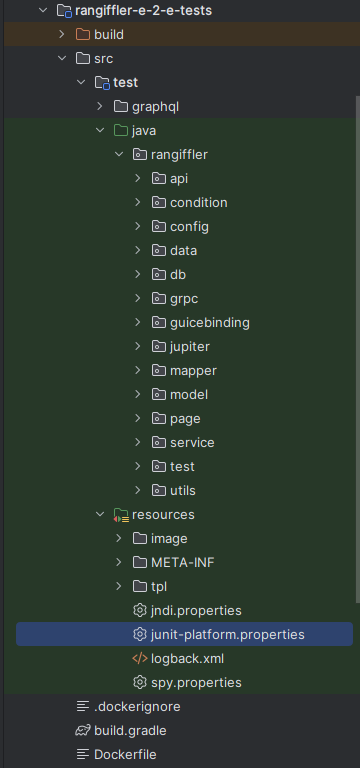 rangiffler-e-2-e-tests
build
src
test
graphql
java
rangiffler
api
condition
config
data
db
grpc
guicebinding
jupiter
mapper
model
page
service
test
utils
resources
image
META-INF
tpl
jndi.properties
junit-platform.properties
logback.xml
spy.properties
.dockerignore
build.gradle
Dockerfile